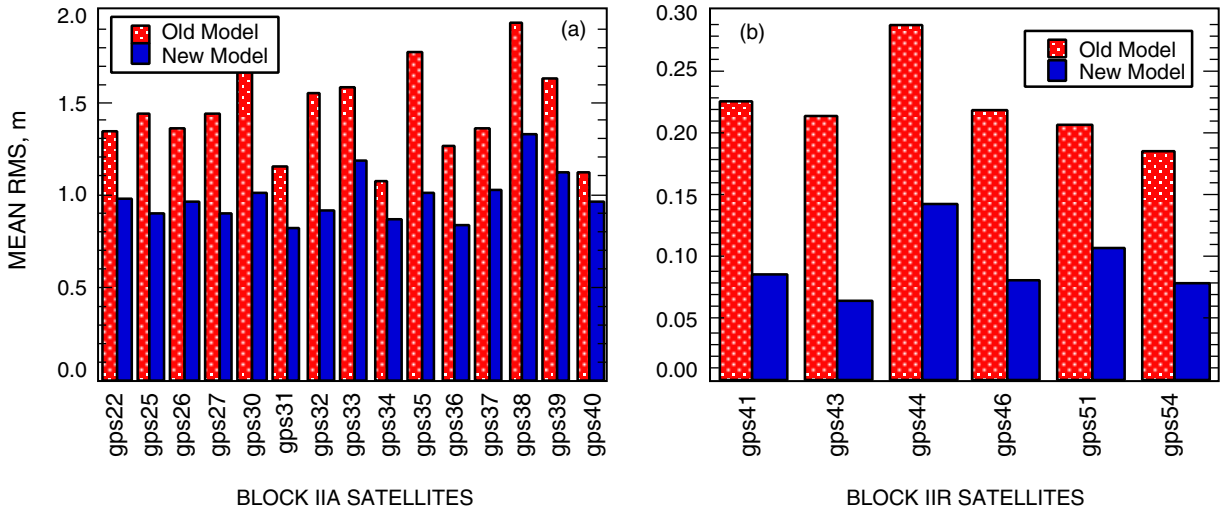 MEAN RMS, m
2.0
1.5
1.0
0.5
0.0
Old Model
New Model
(a)
gps22
gps25
gps26
gps27
gps30
gps31
gps32
gps33
gps34
gps35
gps36
gps37
gps38
gps39
gps40
BLOCK IIA SATELLITES
0.30
0.25
0.20
0.15
0.10
0.05
0.00
(b)
Old Model
New Model
gps41
gps43
gps44
gps46
gps51
gps54
BLOCK IIR SATELLITES